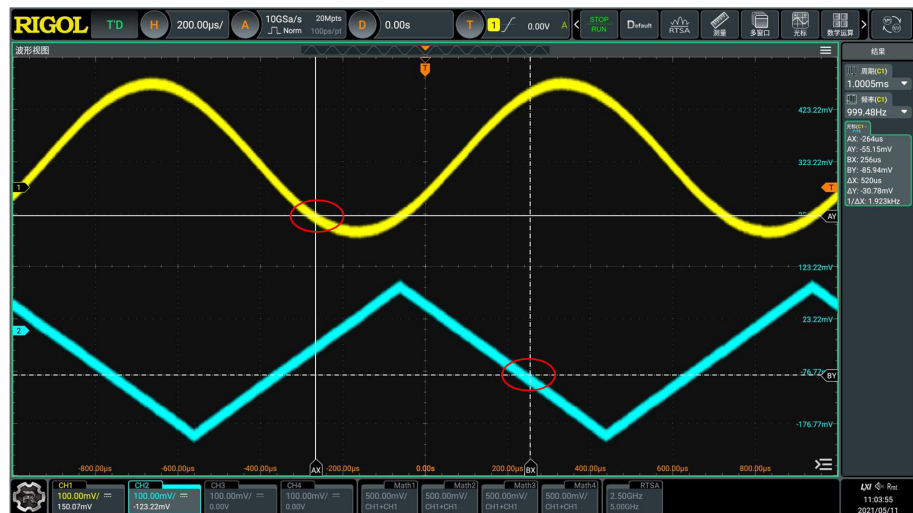 RIGOL T'D H 200.00μs/ A 10GSa/s 20Mpts D 0.00s T 1 0.00V A < STOP Default RTSA 测量 多窗口 光标 数学运算 >
Norm 100ps/pt RUN
波形视图
结果
T
周期(C1)
1.0005ms
频率(C1)
999.48Hz
AX: -264us
AY: -55.15mV
BX: 256us
BY: -85.94mV
ΔX: 520us
ΔY: -30.78mV
1/ΔX: 1.923kHz
423.22mV
323.22mV
1
T
AY
123.22mV
23.22mV
2
BY
-176.77mV
-800.00μs -600.00μs -400.00μs AX -200.00μs 0.00s 200.00μs BX 400.00μs 600.00μs 800.00μs
CH1 CH2 CH3 CH4 Math1 Math2 Math3 Math4 RTSA
100.00mV/ 100.00mV/ 100.00mV/ 100.00mV/ 500.00mV/ 500.00mV/ 500.00mV/ 500.00mV/ 2.50GHz
150.07mV -123.22mV 0.00V 0.00V CH1+CH1 CH1+CH1 CH1+CH1 CH1+CH1 5.00GHz
LXI Rmt
11:03:55
2021/05/11